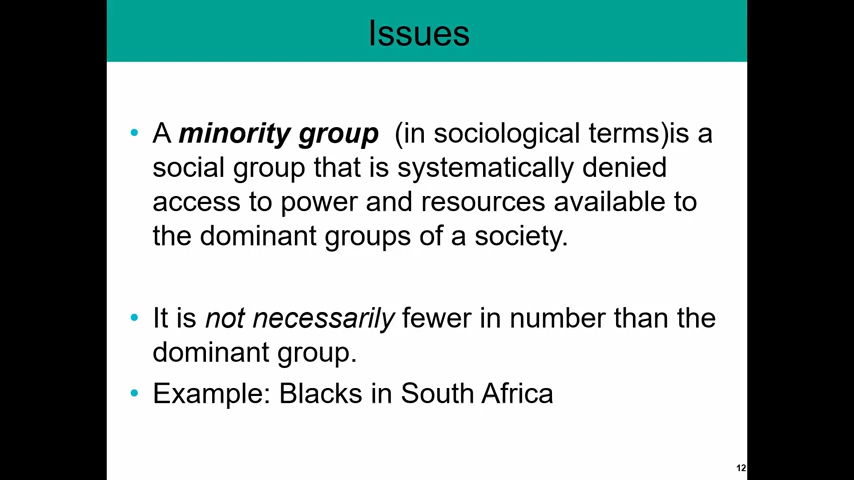 Issues
• A minority group (in sociological terms)is a
social group that is systematically denied
access to power and resources available to
the dominant groups of a society.
• It is not necessarily fewer in number than the
dominant group.
• Example: Blacks in South Africa
12